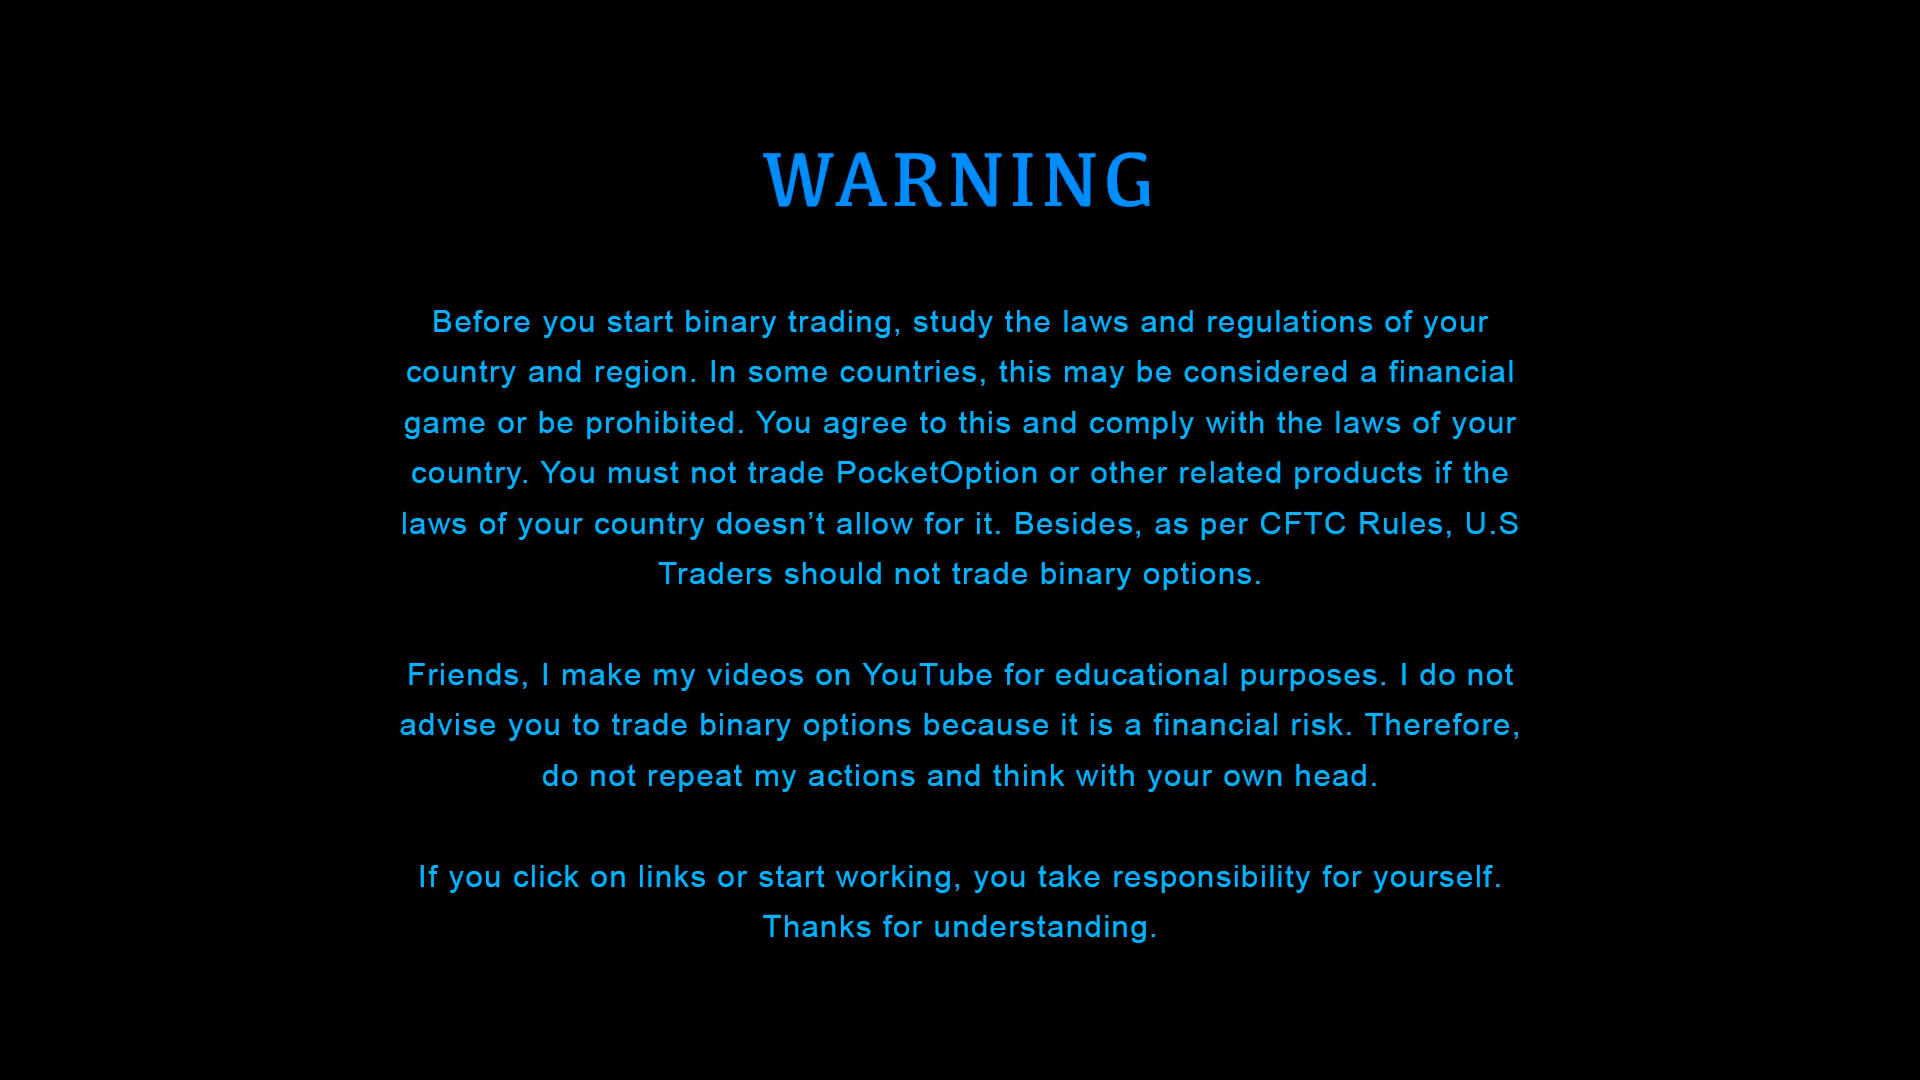 WARNING
Before you start binary trading, study the laws and regulations of your
country and region. In some countries, this may be considered a financial
game or be prohibited. You agree to this and comply with the laws of your
country. You must not trade PocketOption or other related products if the
laws of your country doesn’t allow for it. Besides, as per CFTC Rules, U.S
Traders should not trade binary options.
Friends, I make my videos on YouTube for educational purposes. I do not
advise you to trade binary options because it is a financial risk. Therefore,
do not repeat my actions and think with your own head.
If you click on links or start working, you take responsibility for yourself.
Thanks for understanding.